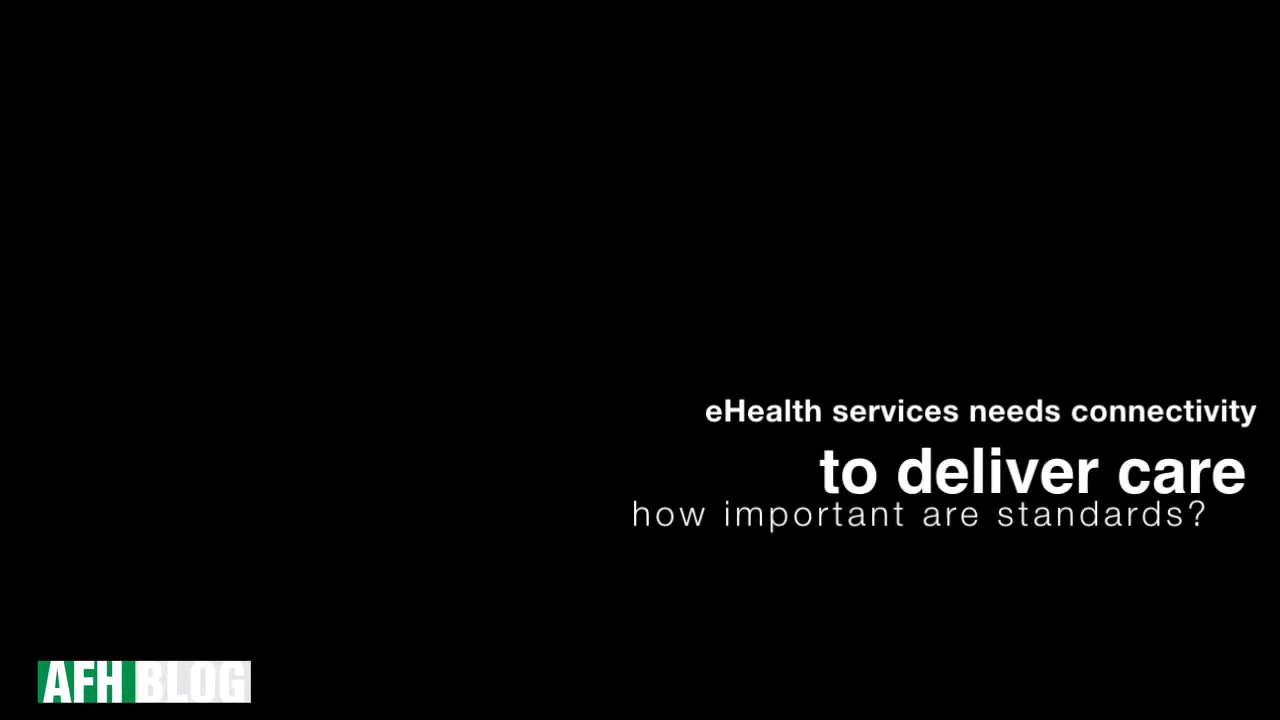 eHealth services needs connectivity
to deliver care
how important are standards?
AFH BLOG